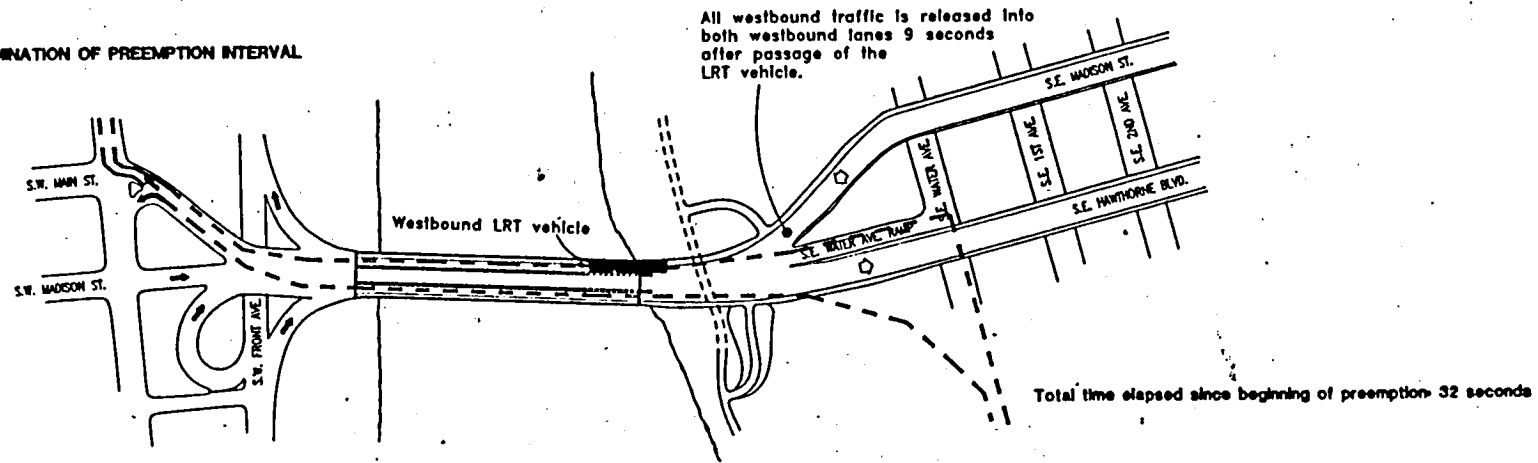 All westbound traffic is released into
both westbound lanes 9 seconds
after passage of the
LRT vehicle.
INATION OF PREEMPTION INTERVAL
S.E. MADISON ST.
S.W. MAIN ST.
S.E. WATER AVE.
S.E. 1ST AVE.
S.E. 2ND AVE.
S.E. HAWTHORNE BLVD.
Westbound LRT vehicle
S.E. WATER AVE. RAMP
S.W. MADISON ST.
S.W. FRONT AVE.
Total time elapsed since beginning of preemption= 32 seconds